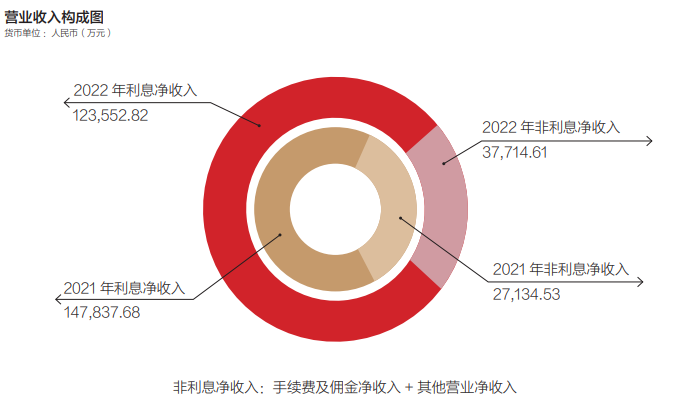 营业收入构成图
货币单位：人民币（万元）
2022 年利息净收入
123,552.82
2022 年非利息净收入
37,714.61
2021 年利息净收入
147,837.68
2021 年非利息净收入
27,134.53
非利息净收入：手续费及佣金净收入 + 其他营业净收入